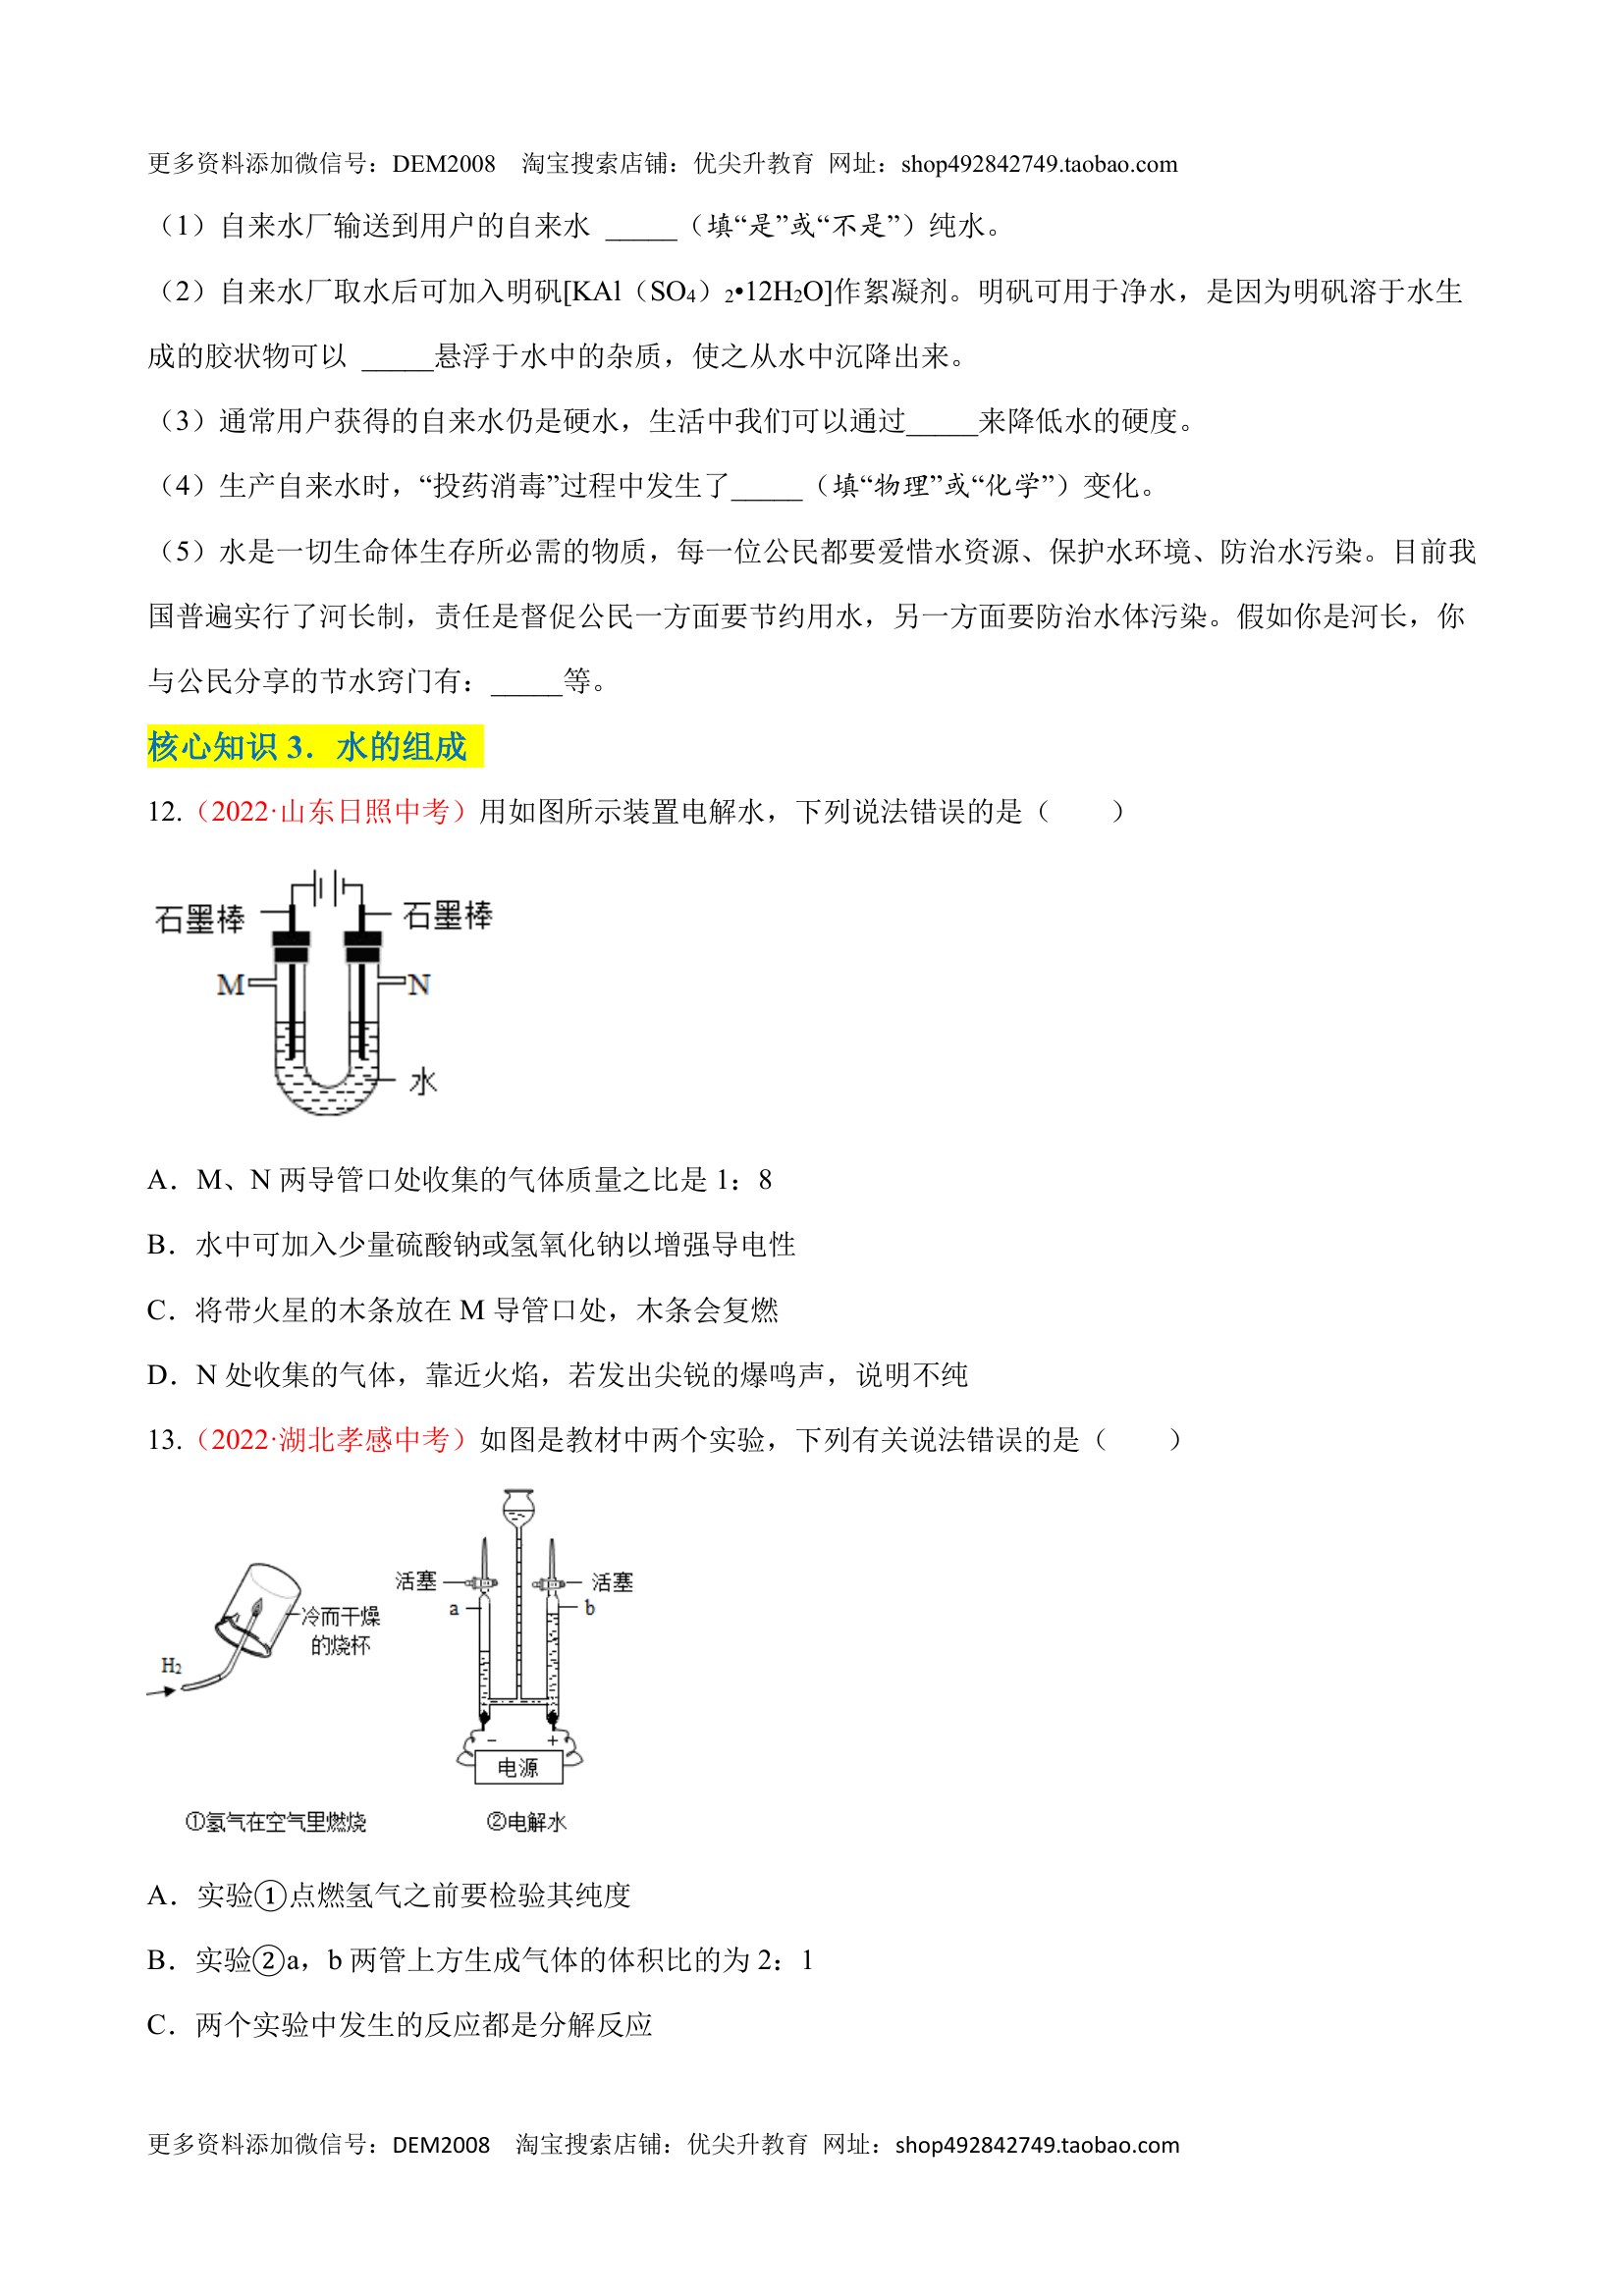 更多资料添加微信号：DEM2008 淘宝搜索店铺：优尖升教育 网址：shop492842749.taobao.com
（1）自来水厂输送到用户的自来水 _____（填“是”或“不是”）纯水。
（2）自来水厂取水后可加入明矾[KAl（SO₄）₂•12H₂O]作絮凝剂。明矾可用于净水，是因为明矾溶于水生
成的胶状物可以 _____悬浮于水中的杂质，使之从水中沉降出来。
（3）通常用户获得的自来水仍是硬水，生活中我们可以通过_____来降低水的硬度。
（4）生产自来水时，“投药消毒”过程中发生了_____（填“物理”或“化学”）变化。
（5）水是一切生命体生存所必需的物质，每一位公民都要爱惜水资源、保护水环境、防治水污染。目前我
国普遍实行了河长制，责任是督促公民一方面要节约用水，另一方面要防治水体污染。假如你是河长，你
与公民分享的节水窍门有：_____等。
核心知识 3．水的组成
12.（2022·山东日照中考）用如图所示装置电解水，下列说法错误的是（　　）
石墨棒 石墨棒
M N
水
A．M、N 两导管口处收集的气体质量之比是 1：8
B．水中可加入少量硫酸钠或氢氧化钠以增强导电性
C．将带火星的木条放在 M 导管口处，木条会复燃
D．N 处收集的气体，靠近火焰，若发出尖锐的爆鸣声，说明不纯
13.（2022·湖北孝感中考）如图是教材中两个实验，下列有关说法错误的是（　　）
活塞 活塞
a b
冷而干燥
的烧杯
H₂
− +
电源
①氢气在空气里燃烧 ②电解水
A．实验①点燃氢气之前要检验其纯度
B．实验②a，b 两管上方生成气体的体积比的为 2：1
C．两个实验中发生的反应都是分解反应
更多资料添加微信号：DEM2008 淘宝搜索店铺：优尖升教育 网址：shop492842749.taobao.com